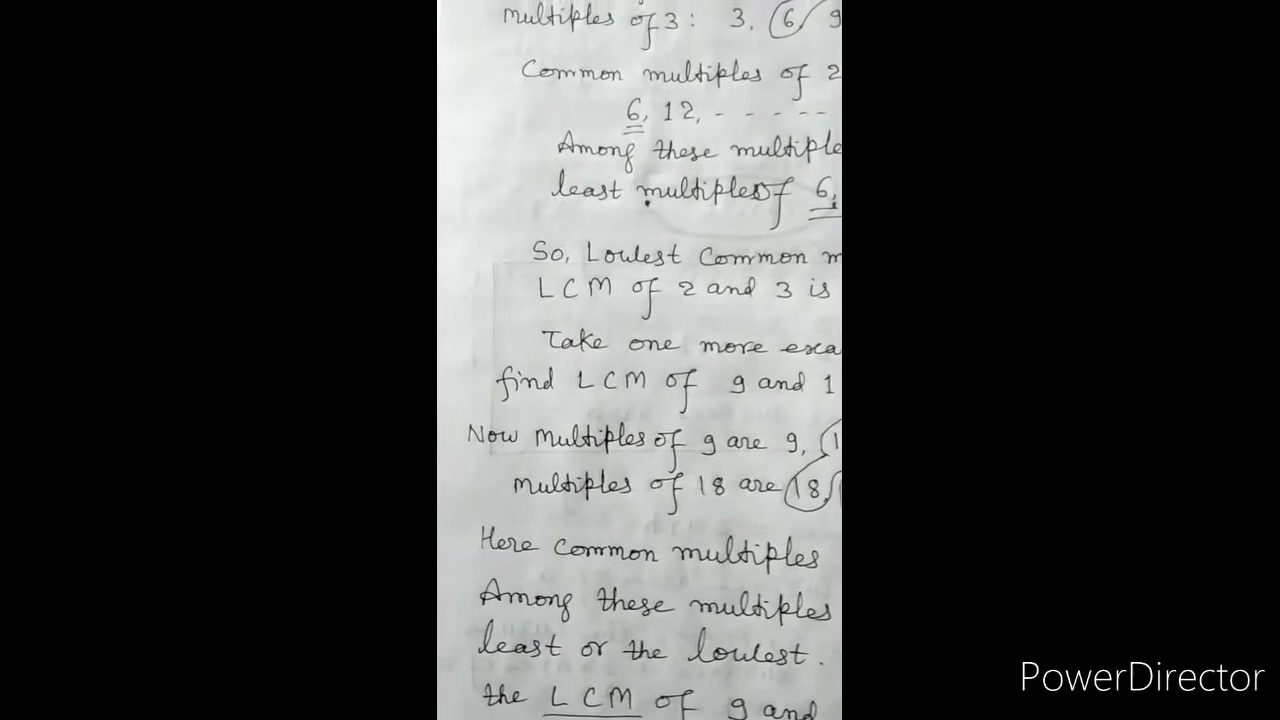 multiples of 3 : 3, 6 9
Common multiples of 2
6, 12, - - - - -
Among these multiple
least multiples of 6,
So, Lowest Common m
LCM of 2 and 3 is
Take one more exa
find LCM of 9 and 1
Now multiples of 9 are 9, 1
multiples of 18 are 18,
Here common multiples
Among these multiples
least or the lowest.
the LCM of 9 and
PowerDirector